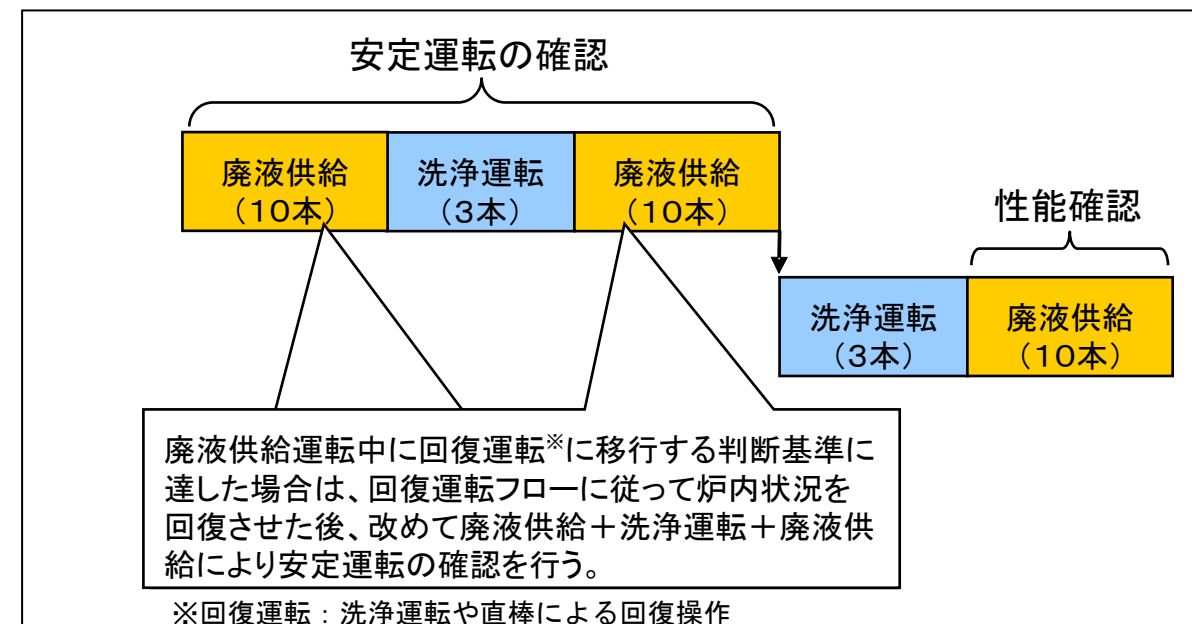 安定運転の確認
廃液供給
（１０本）
洗浄運転
（３本）
廃液供給
（１０本）
性能確認
洗浄運転
（３本）
廃液供給
（１０本）
廃液供給運転中に回復運転※に移行する判断基準に
達した場合は、回復運転フローに従って炉内状況を
回復させた後、改めて廃液供給＋洗浄運転＋廃液供
給により安定運転の確認を行う。
※回復運転：洗浄運転や直棒による回復操作